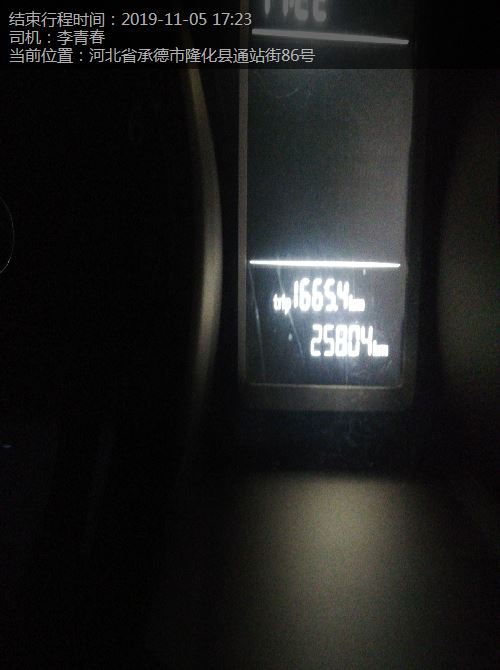 结束行程时间：2019-11-05 17:23
司机：李青春
当前位置：河北省承德市隆化县通站街86号
trip 1665.4 km
25804 km